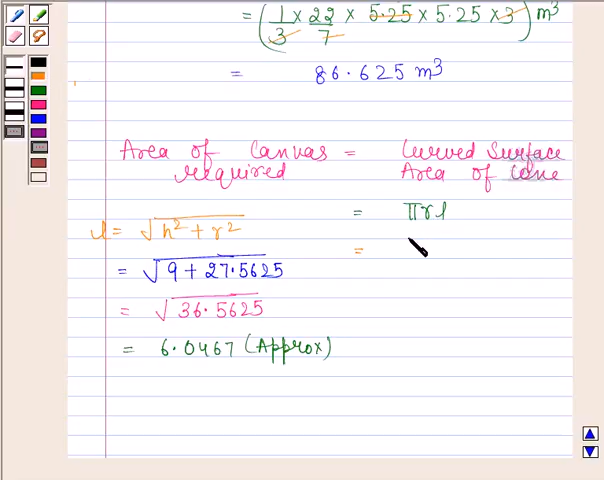 = (1/3 × 22/7 × 5.25 × 5.25 × 3) m³
= 86.625 m³
Area of Canvas required = Curved Surface Area of Cone
= πrl
l = √h² + r²
=
= √9 + 27.5625
= √36.5625
= 6.0467 (Approx)